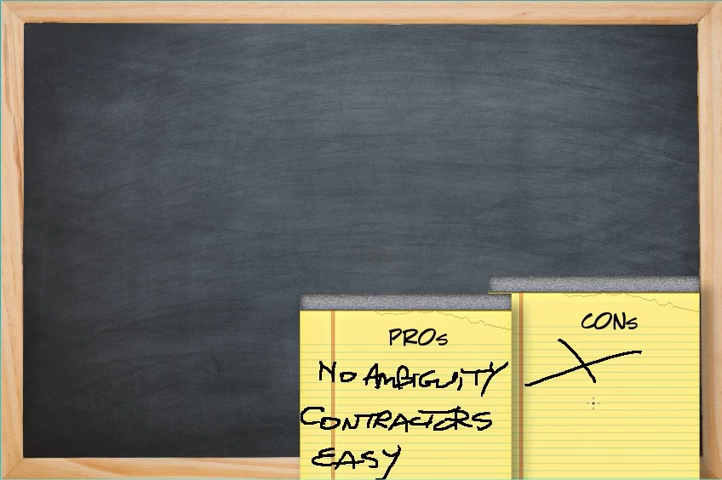 PROs
NO AMBIGUITY
CONTRACTORS
EASY
CONs